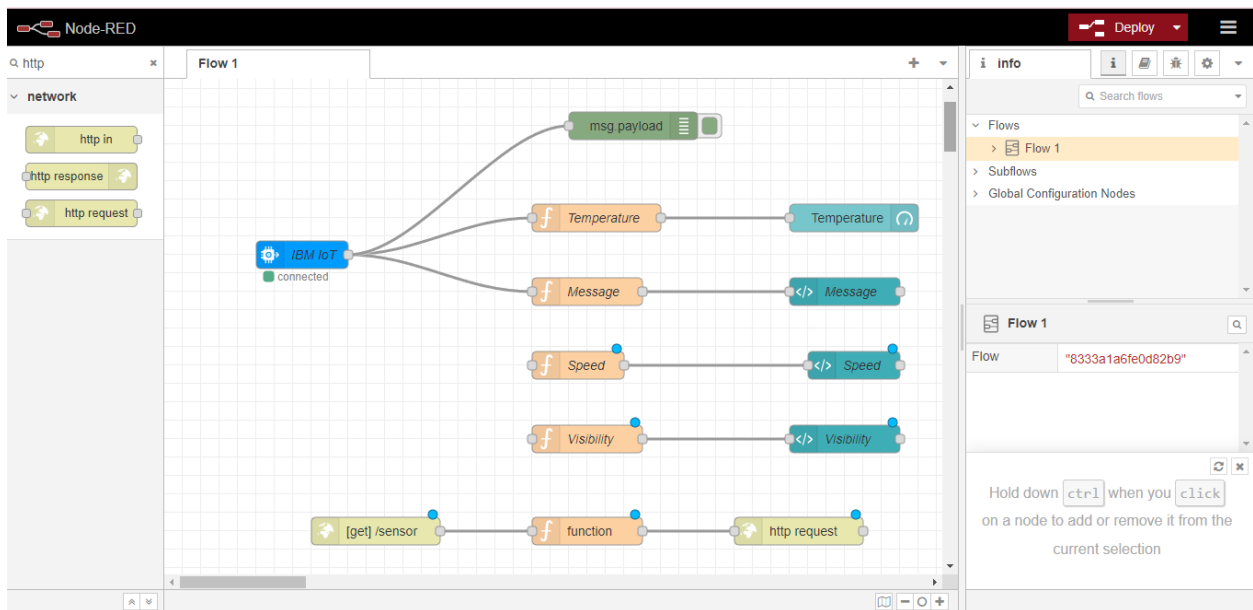 Node-RED
Deploy
http
network
http in
http response
http request
Flow 1
msg.payload
Temperature
Temperature
IBM IoT
connected
Message
</> Message
Speed
</> Speed
Visibility
</> Visibility
[get] /sensor
function
http request
i info
i
Search flows
Flows
Flow 1
Subflows
Global Configuration Nodes
Flow 1
Flow "8333a1a6fe0d82b9"
Hold down ctrl when you click
on a node to add or remove it from the
current selection